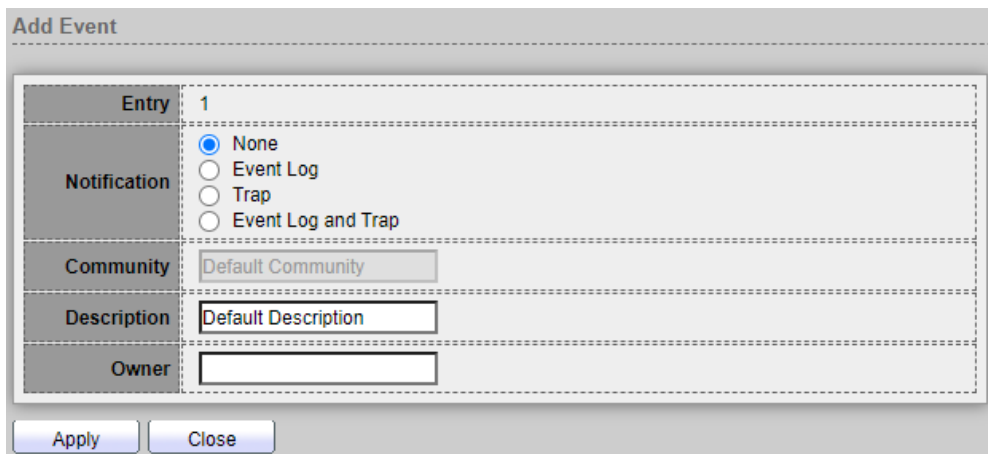 Add Event
Entry 1
Notification
None
Event Log
Trap
Event Log and Trap
Community Default Community
Description Default Description
Owner
Apply Close